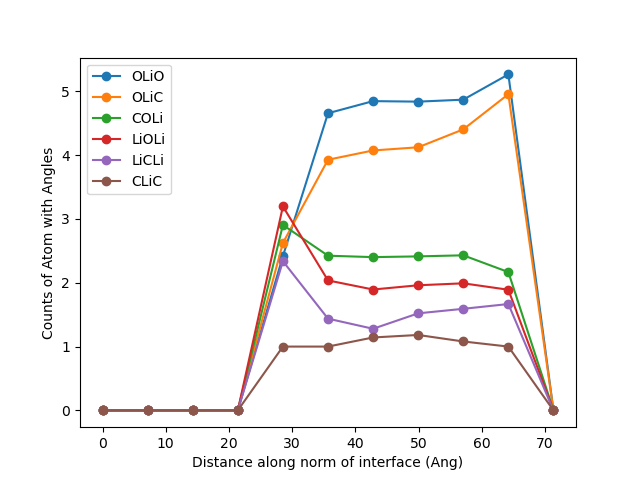 OLiO
OLiC
COLi
LiOLi
LiCLi
CLiC
Counts of Atom with Angles
5
4
3
2
1
0
0 10 20 30 40 50 60 70
Distance along norm of interface (Ang)